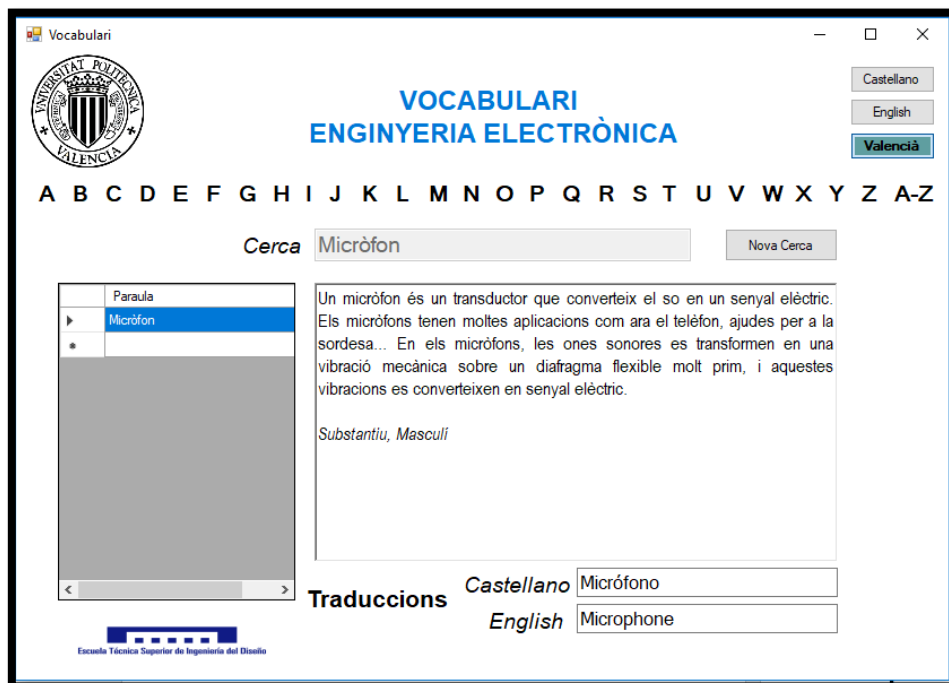 Vocabulari
UNIVERSITAT POLITÈCNICA
VALENCIA
VOCABULARI
ENGINYERIA ELECTRÒNICA
Castellano
English
Valencià
A B C D E F G H I J K L M N O P Q R S T U V W X Y Z A-Z
Cerca Micròfon Nova Cerca
Paraula
Micròfon
Un micròfon és un transductor que converteix el so en un senyal elèctric.
Els micròfons tenen moltes aplicacions com ara el telèfon, ajudes per a la
sordesa... En els micròfons, les ones sonores es transformen en una
vibració mecànica sobre un diafragma flexible molt prim, i aquestes
vibracions es converteixen en senyal elèctric.
Substantiu, Masculí
Traduccions
Castellano Micrófono
English Microphone
Escuela Técnica Superior de Ingeniería del Diseño